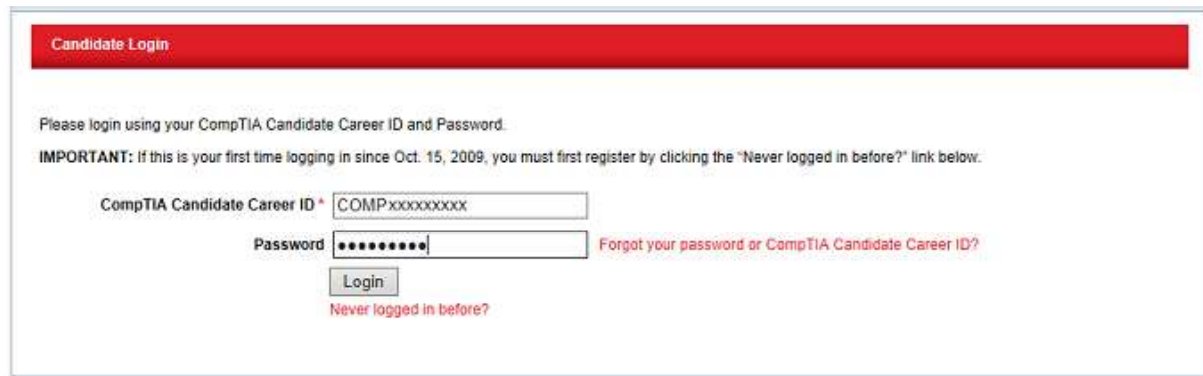 Candidate Login
Please login using your CompTIA Candidate Career ID and Password.
IMPORTANT: If this is your first time logging in since Oct. 15, 2009, you must first register by clicking the "Never logged in before?" link below.
CompTIA Candidate Career ID * COMPxxxxxxxxx
Password ●●●●●●●●● Forgot your password or CompTIA Candidate Career ID?
Login
Never logged in before?